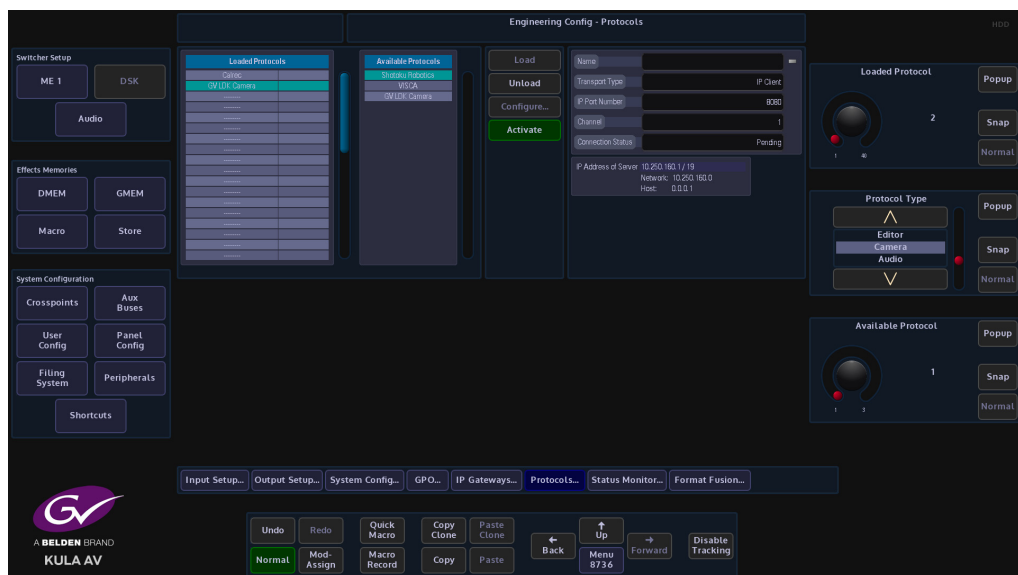 Engineering Config - Protocols
HDD
Switcher Setup
ME 1
DSK
Audio
Effects Memories
DMEM
GMEM
Macro
Store
System Configuration
Crosspoints
Aux
Buses
User
Config
Panel
Config
Filing
System
Peripherals
Shortcuts
Loaded Protocols
Calrec
GV LDK Camera
Available Protocols
Shotoku Robotics
VISCA
GV LDK Camera
Load
Unload
Configure...
Activate
Name
Transport Type
IP Client
IP Port Number
8080
Channel
1
Connection Status
Pending
IP Address of Server 10.250.160.1 / 19
Network: 10.250.160.0
Host: 0.0.0.1
Loaded Protocol
2
1
40
Popup
Snap
Normal
Protocol Type
Editor
Camera
Audio
Popup
Snap
Normal
Available Protocol
1
1
3
Popup
Snap
Normal
Input Setup...
Output Setup...
System Config...
GPO...
IP Gateways...
Protocols...
Status Monitor...
Format Fusion...
GV
A BELDEN BRAND
KULA AV
Undo
Redo
Quick
Macro
Copy
Clone
Paste
Clone
Normal
Mod-
Assign
Macro
Record
Copy
Paste
←
Back
↑
Up
Menu
8736
→
Forward
Disable
Tracking